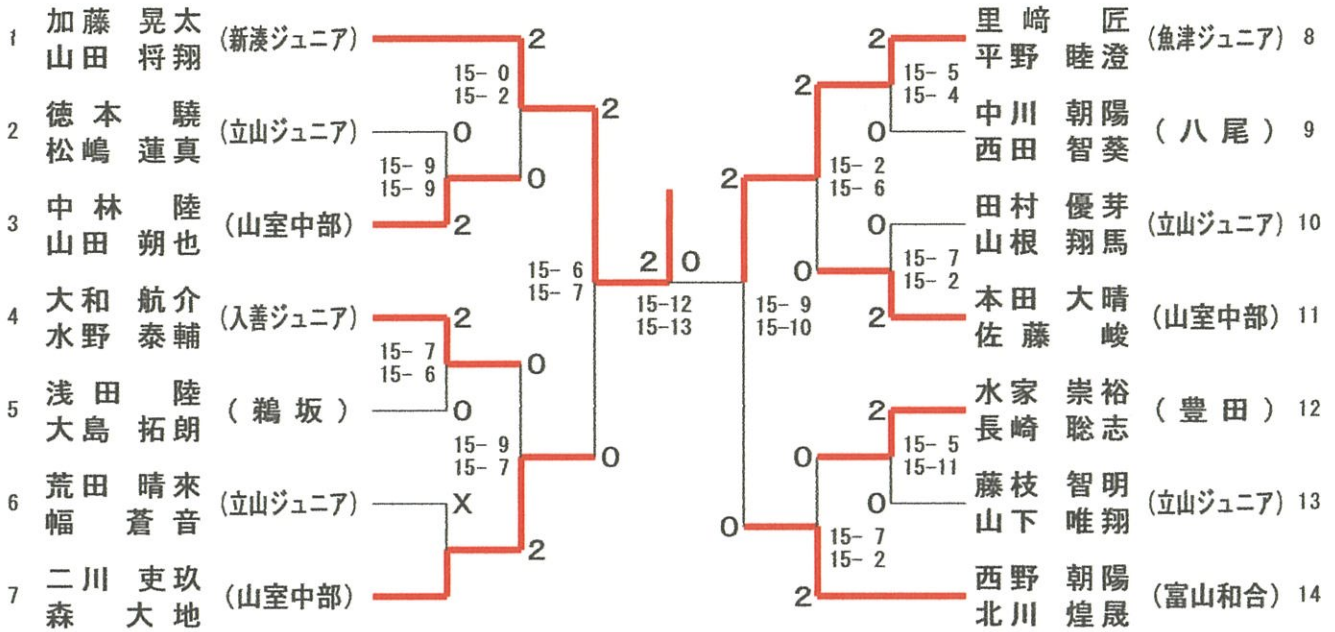 1 加藤 晃太 (新湊ジュニア)
山田 将翔
2
15- 0
15- 2
2
2 徳本 驍 (立山ジュニア)
松嶋 蓮真
0
15- 9
15- 9
0
3 中林 陸 (山室中部)
山田 朔也
2
15- 6
15- 7
4 大和 航介 (入善ジュニア)
水野 泰輔
2
15- 7
15- 6
0
5 浅田 陸 (鵜坂)
大島 拓朗
0
15- 9
15- 7
0
6 荒田 晴來 (立山ジュニア)
幅 蒼音
X
2
7 二川 吏玖 (山室中部)
森 大地
2 0
15-12
15-13
2
里﨑 匠 (魚津ジュニア) 8
平野 睦澄
15- 5
15- 4
2
0
中川 朝陽 (八尾) 9
西田 智葵
15- 2
15- 6
2
0
田村 優芽 (立山ジュニア) 10
山根 翔馬
15- 7
15- 2
0
2
本田 大晴 (山室中部) 11
佐藤 峻
15- 9
15-10
2
水家 崇裕 (豊田) 12
長崎 聡志
15- 5
15-11
0
0
藤枝 智明 (立山ジュニア) 13
山下 唯翔
0
15- 7
15- 2
2
西野 朝陽 (富山和合) 14
北川 煌晟